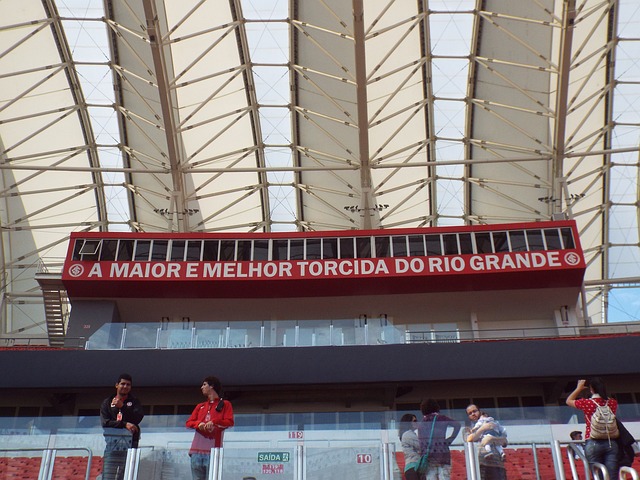 A MAIOR E MELHOR TORCIDA DO RIO GRANDE
119
SAÍDA
10